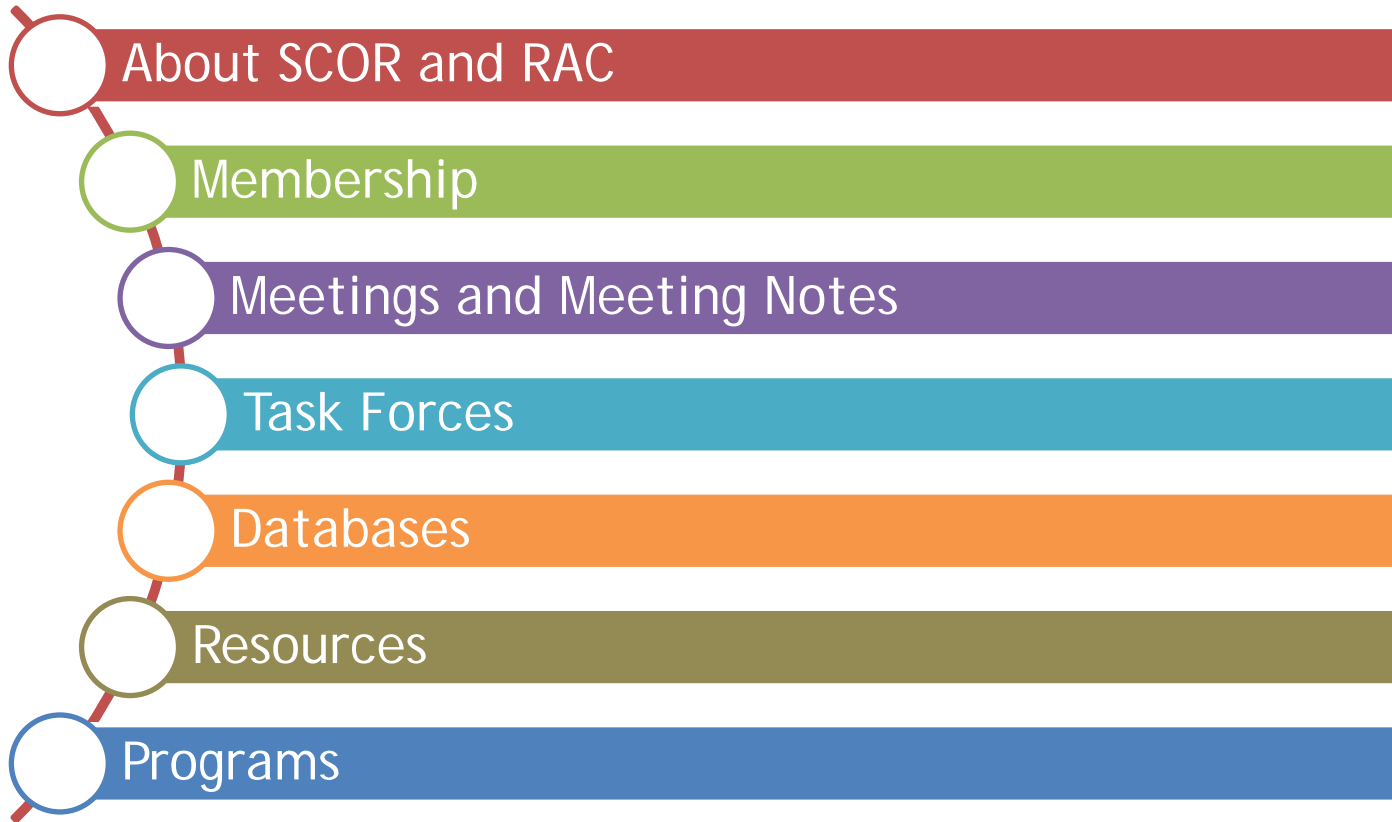 About SCOR and RAC
Membership
Meetings and Meeting Notes
Task Forces
Databases
Resources
Programs